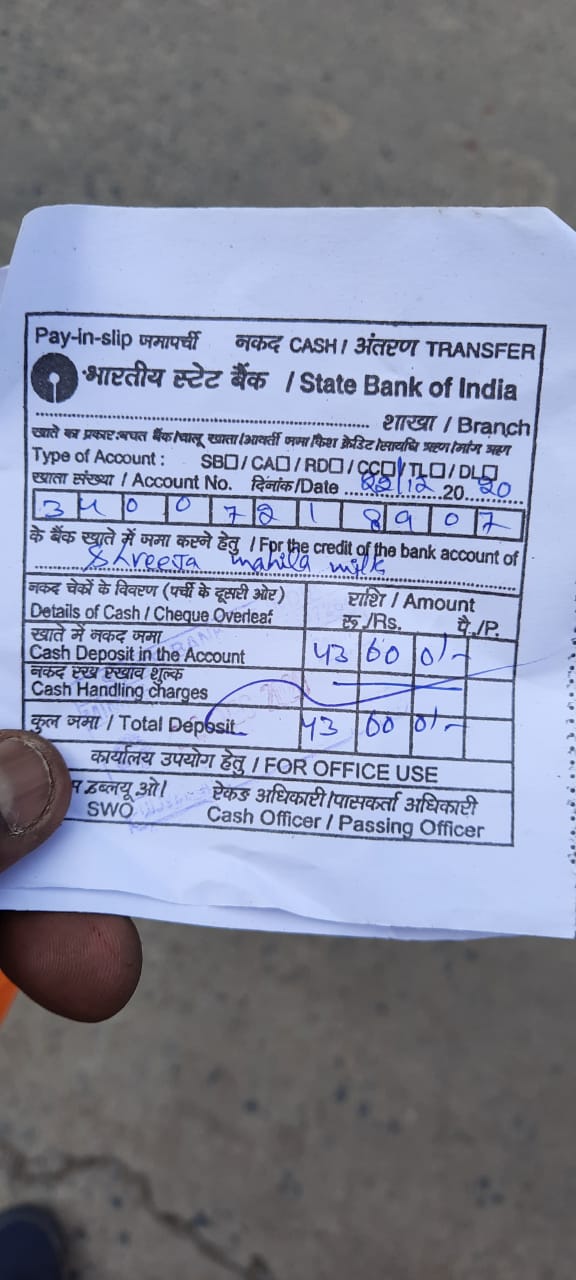 Pay-in-slip जमापर्ची नकद CASH / अंतरण TRANSFER
भारतीय स्टेट बैंक / State Bank of India
शाखा / Branch
खाते का प्रकार:बचत बैंक/चालू खाता/आवर्ती जमा/कैश क्रेडिट/सावधि ऋण/मांग ऋण
Type of Account : SB□/CA□/RD□/CC□/TL□/DL□
खाता संख्या / Account No. दिनांक/Date 22/12 20 20
3 4 0 0 7 2 1 8 9 0 7
के बैंक खाते में जमा करने हेतु / For the credit of the bank account of
Shreeja mahila milk
नकद चेकों के विवरण (पर्ची के दूसरी ओर) राशि / Amount
Details of Cash / Cheque Overleaf रू./Rs. पै./P.
खाते में नकद जमा
Cash Deposit in the Account 43 60 0/-
नकद रख रखाव शुल्क
Cash Handling charges
कुल जमा / Total Deposit 43 60 0/-
कार्यालय उपयोग हेतु / FOR OFFICE USE
डब्ल्यू ओ/ ऐकड अधिकारी/पासकर्ता अधिकारी
SWO Cash Officer / Passing Officer